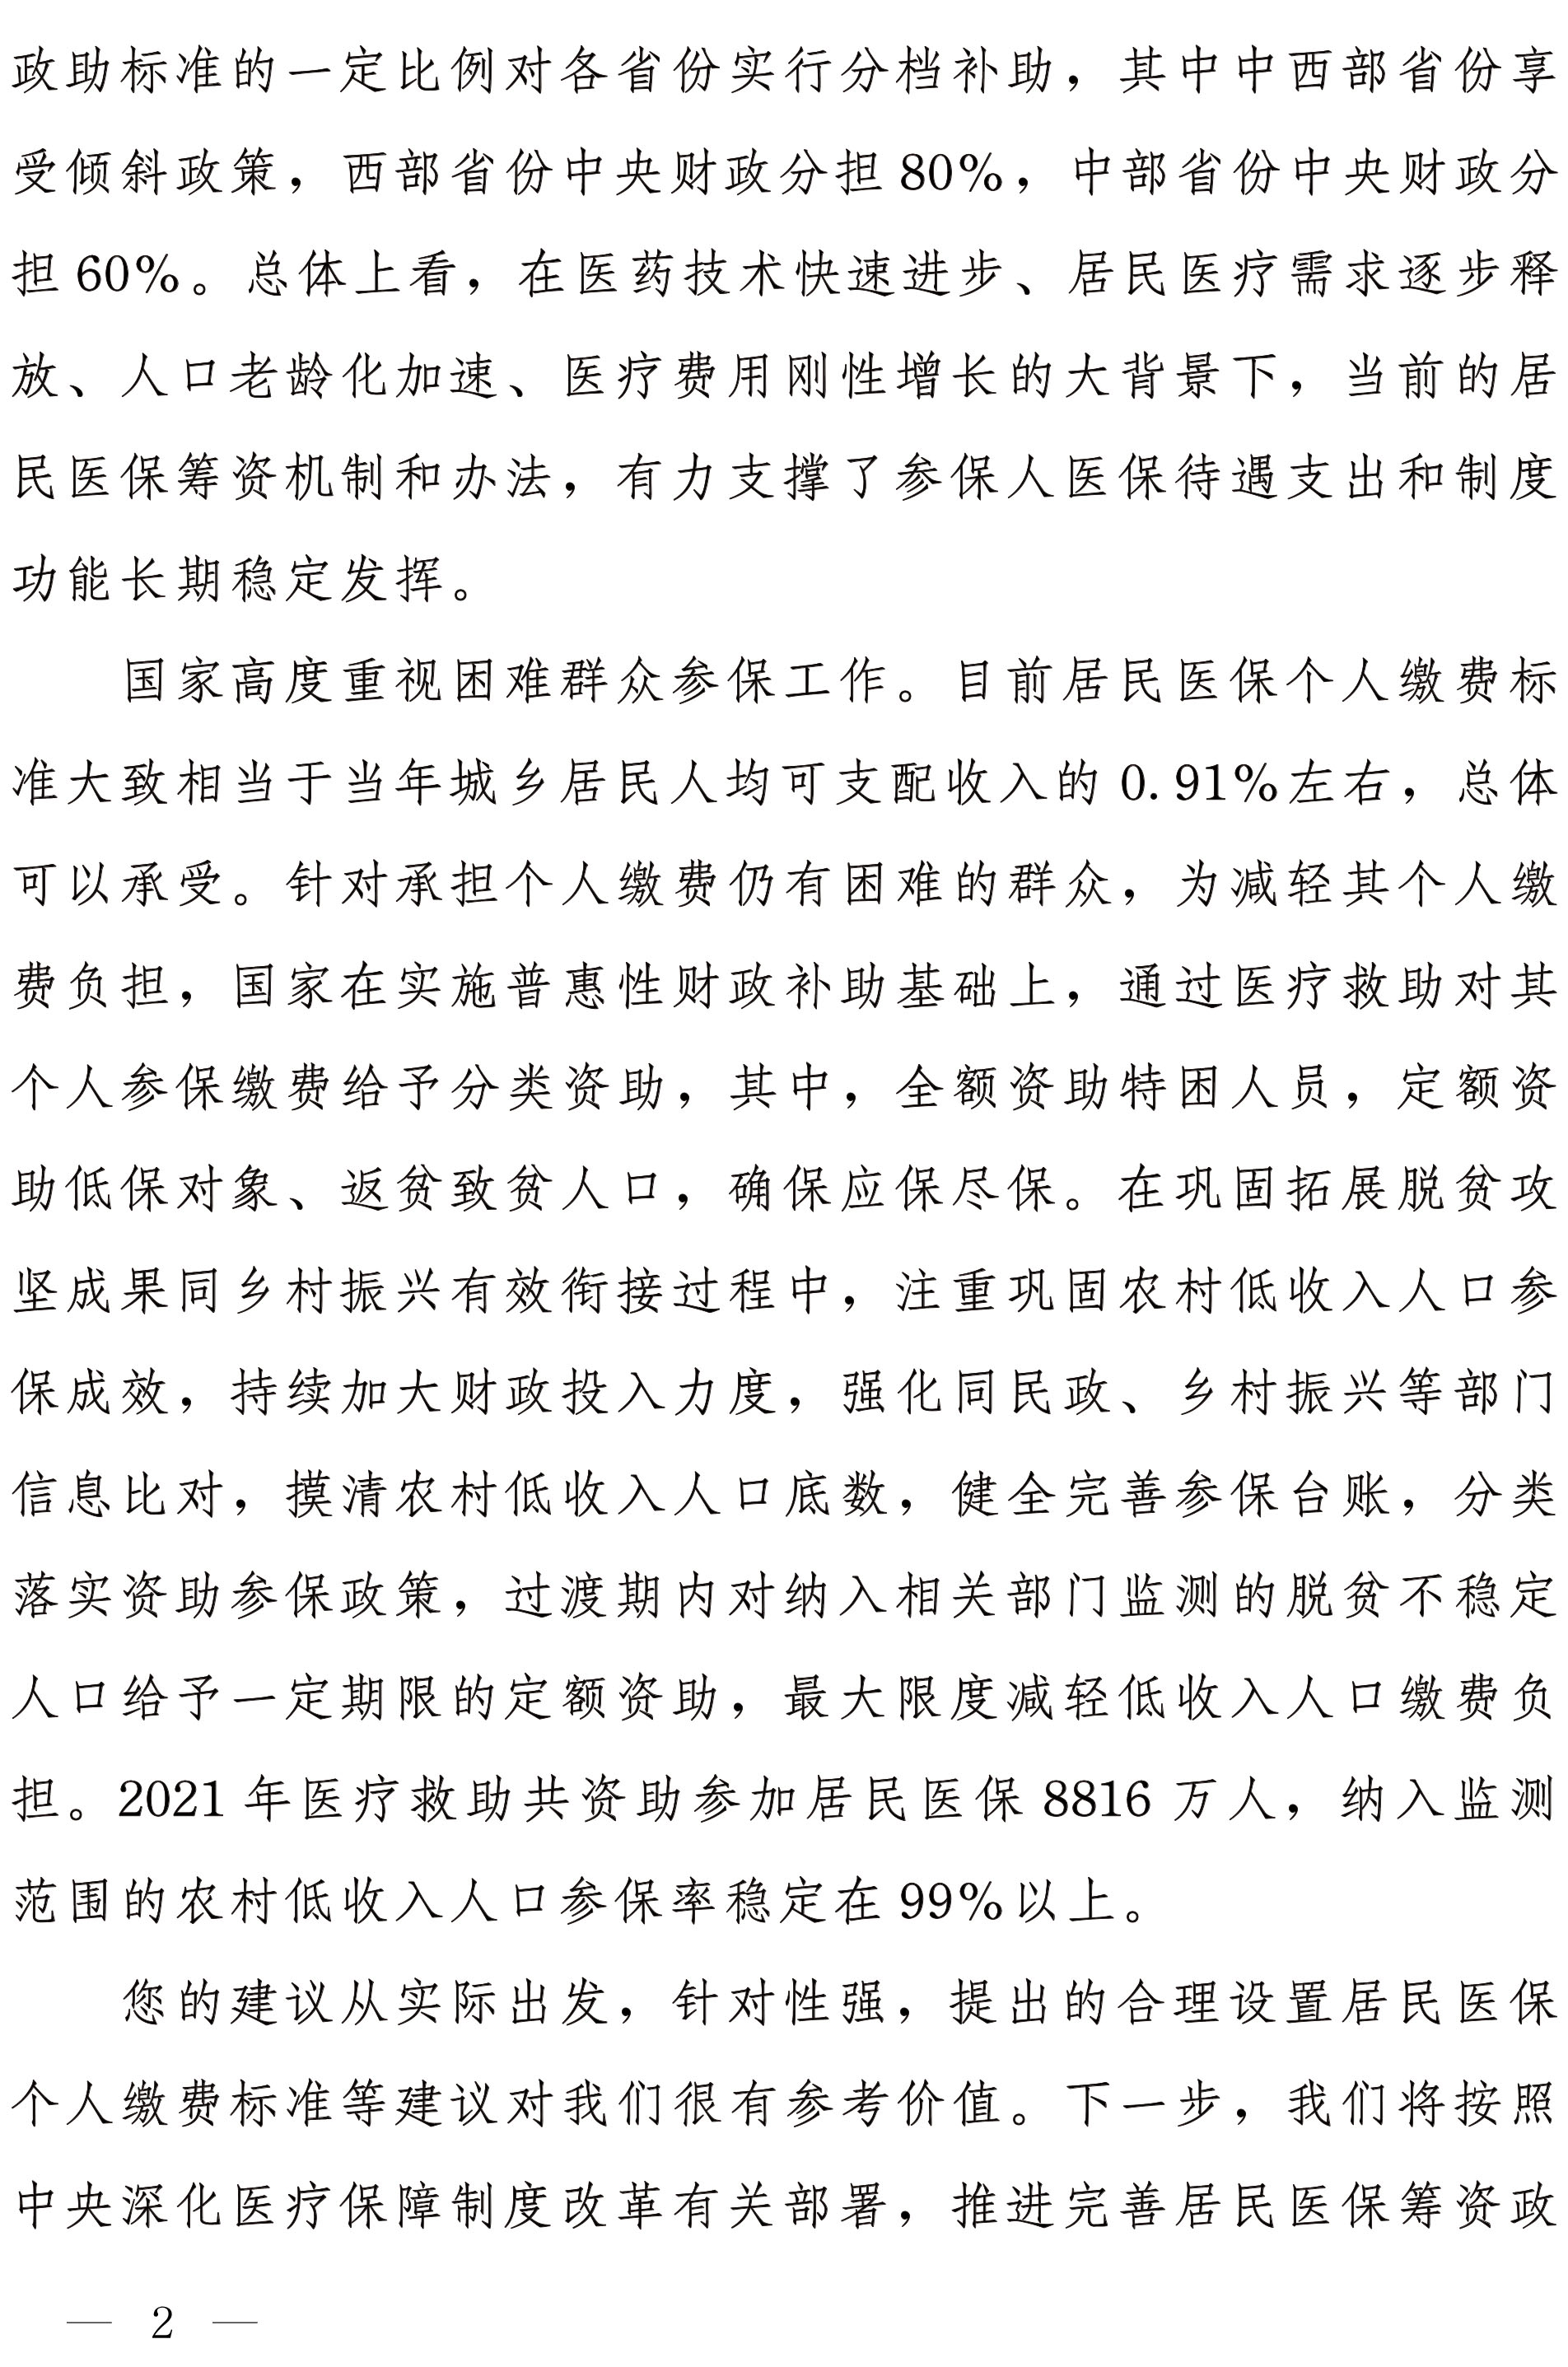 政助标准的一定比例对各省份实行分档补助，其中中西部省份享
受倾斜政策，西部省份中央财政分担80%，中部省份中央财政分
担60%。总体上看，在医药技术快速进步、居民医疗需求逐步释
放、人口老龄化加速、医疗费用刚性增长的大背景下，当前的居
民医保筹资机制和办法，有力支撑了参保人医保待遇支出和制度
功能长期稳定发挥。
国家高度重视困难群众参保工作。目前居民医保个人缴费标
准大致相当于当年城乡居民人均可支配收入的0.91%左右，总体
可以承受。针对承担个人缴费仍有困难的群众，为减轻其个人缴
费负担，国家在实施普惠性财政补助基础上，通过医疗救助对其
个人参保缴费给予分类资助，其中，全额资助特困人员，定额资
助低保对象、返贫致贫人口，确保应保尽保。在巩固拓展脱贫攻
坚成果同乡村振兴有效衔接过程中，注重巩固农村低收入人口参
保成效，持续加大财政投入力度，强化同民政、乡村振兴等部门
信息比对，摸清农村低收入人口底数，健全完善参保台账，分类
落实资助参保政策，过渡期内对纳入相关部门监测的脱贫不稳定
人口给予一定期限的定额资助，最大限度减轻低收入人口缴费负
担。2021年医疗救助共资助参加居民医保8816万人，纳入监测
范围的农村低收入人口参保率稳定在99%以上。
您的建议从实际出发，针对性强，提出的合理设置居民医保
个人缴费标准等建议对我们很有参考价值。下一步，我们将按照
中央深化医疗保障制度改革有关部署，推进完善居民医保筹资政
— 2 —